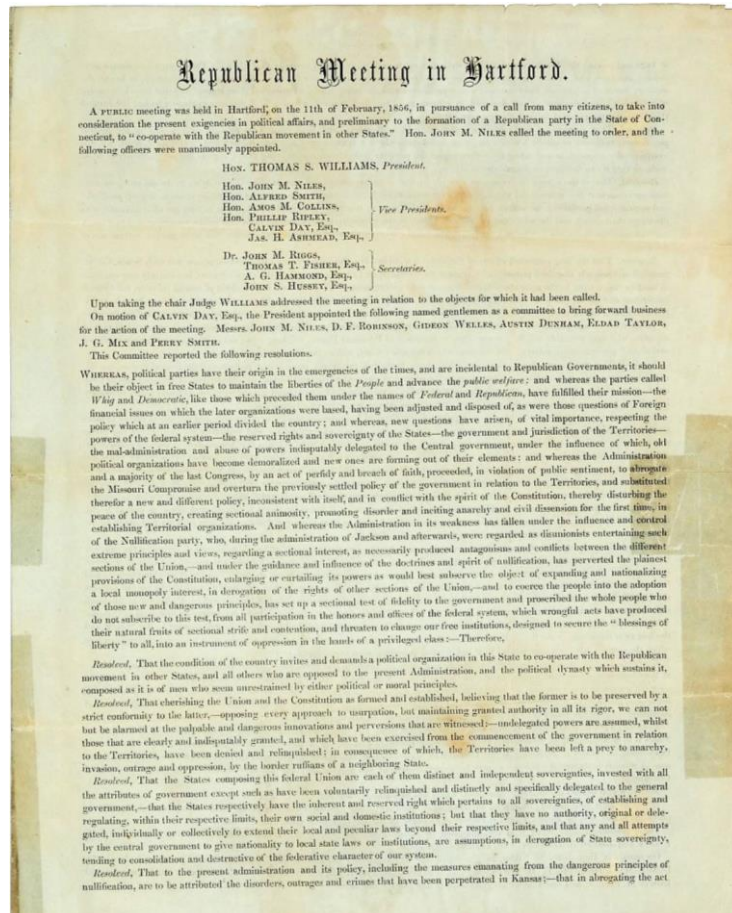 Republican Meeting in Hartford.
A PUBLIC meeting was held in Hartford, on the 11th of February, 1856, in pursuance of a call from many citizens, to take into
consideration the present exigencies in political affairs, and preliminary to the formation of a Republican party in the State of Con-
necticut, to "co-operate with the Republican movement in other States." Hon. JOHN M. NILES called the meeting to order, and the
following officers were unanimously appointed.
HON. THOMAS S. WILLIAMS, President.
HON. JOHN M. NILES,
HON. ALFRED SMITH,
HON. AMOS M. COLLINS,
HON. PHILLIP RIPLEY,
CALVIN DAY, Esq.,
JAS. H. ASHMEAD, Esq.,
Vice Presidents.
Dr. JOHN M. RIGGS,
THOMAS T. FISHER, Esq.,
A. G. HAMMOND, Esq.,
JOHN S. HUSSEY, Esq.,
Secretaries.
Upon taking the chair Judge WILLIAMS addressed the meeting in relation to the objects for which it had been called.
On motion of CALVIN DAY, Esq., the President appointed the following named gentlemen as a committee to bring forward business
for the action of the meeting. Messrs. JOHN M. NILES, D. F. ROBINSON, GIDEON WELLES, AUSTIN DUNHAM, ELDAD TAYLOR,
J. G. MIX and PERRY SMITH.
This Committee reported the following resolutions.
WHEREAS, political parties have their origin in the emergencies of the times, and are incidental to Republican Governments, it should
be their object in free States to maintain the liberties of the People and advance the public welfare; and whereas the parties called
Whig and Democratic, like those which preceded them under the names of Federal and Republican, have fulfilled their mission—the
financial issues on which the later organizations were based, having been adjusted and disposed of, as were those questions of Foreign
policy which at an earlier period divided the country; and whereas, new questions have arisen, of vital importance, respecting the
powers of the federal system—the reserved rights and sovereignty of the States—the government and jurisdiction of the Territories—
the mal-administration and abuse of powers indisputably delegated to the Central government, under the influence of which, old
political organizations have become demoralized and new ones are forming out of their elements: and whereas the Administration
and a majority of the last Congress, by an act of perfidy and breach of faith, proceeded, in violation of public sentiment, to abrogate
the Missouri Compromise and overturn the previously settled policy of the government in relation to the Territories, and substituted
therefor a new and different policy, inconsistent with itself, and in conflict with the spirit of the Constitution, thereby disturbing the
peace of the country, creating sectional animosity, promoting disorder and inciting anarchy and civil dissension for the first time, in
establishing Territorial organizations. And whereas the Administration in its weakness has fallen under the influence and control
of the Nullification party, who, during the administration of Jackson and afterwards, were regarded as disunionists entertaining such
extreme principles and views, regarding a sectional interest, as necessarily produced antagonisms and conflicts between the different
sections of the Union,—and under the guidance and influence of the doctrines and spirit of nullification, has perverted the plainest
provisions of the Constitution, enlarging or curtailing its powers as would best subserve the object of expanding and nationalizing
a local monopoly interest, in derogation of the rights of other sections of the Union,—and to coerce the people into the adoption
of those new and dangerous principles, has set up a sectional test of fidelity to the government and proscribed the whole people who
do not subscribe to this test, from all participation in the honors and offices of the federal system, which wrongful acts have produced
their natural fruits of sectional strife and contention, and threaten to change our free institutions, designed to secure the "blessings of
liberty" to all, into an instrument of oppression in the hands of a privileged class:—Therefore,
Resolved, That the condition of the country invites and demands a political organization in this State to co-operate with the Republican
movement in other States, and all others who are opposed to the present Administration, and the political dynasty which sustains it,
composed as it is of men who seem unrestrained by either political or moral principles.
Resolved, That cherishing the Union and the Constitution as formed and established, believing that the former is to be preserved by a
strict conformity to the latter,—opposing every approach to usurpation, but maintaining granted authority in all its rigor, we can not
but be alarmed at the palpable and dangerous innovations and perversions that are witnessed;—undelegated powers are assumed, whilst
those that are clearly and indisputably granted, and which have been exercised from the commencement of the government in relation
to the Territories, have been denied and relinquished; in consequence of which, the Territories have been left a prey to anarchy,
invasion, outrage and oppression, by the border ruffians of a neighboring State.
Resolved, That the States composing this federal Union are each of them distinct and independent sovereignties, invested with all
the attributes of government except such as have been voluntarily relinquished and distinctly and specifically delegated to the general
government,—that the States respectively have the inherent and reserved right which pertains to all sovereignties, of establishing and
regulating, within their respective limits, their own social and domestic institutions; but that they have no authority, original or dele-
gated, individually or collectively to extend their local and peculiar laws beyond their respective limits, and that any and all attempts
by the central government to give nationality to local state laws or institutions, are assumptions, in derogation of State sovereignty,
tending to consolidation and destructive of the federative character of our system.
Resolved, That to the present administration and its policy, including the measures emanating from the dangerous principles of
nullification, are to be attributed the disorders, outrages and crimes that have been perpetrated in Kansas;—that in abrogating the act